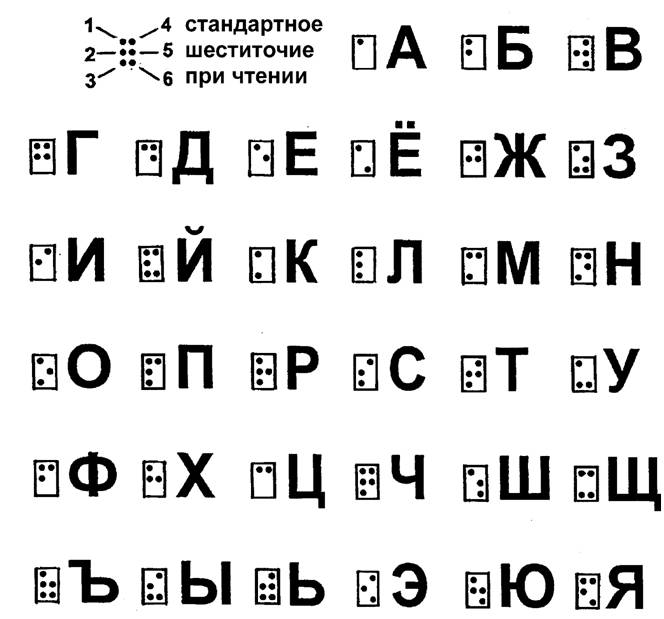 1 4 стандартное
2 5 шеститочие
3 6 при чтении
А Б В
Г Д Е Ё Ж З
И Й К Л М Н
О П Р С Т У
Ф Х Ц Ч Ш Щ
Ъ Ы Ь Э Ю Я